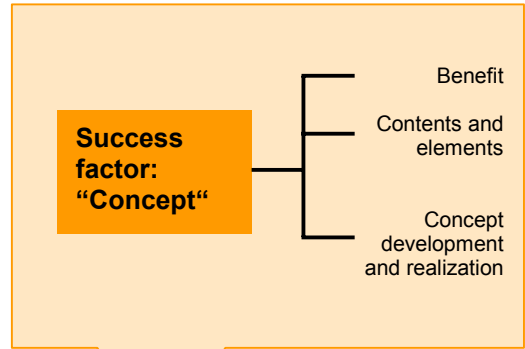 Success
factor:
“Concept“
Benefit
Contents and
elements
Concept
development
and realization